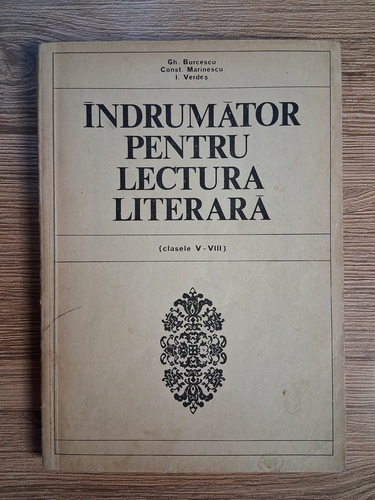 Gh. Burcescu
Const. Marinescu
I. Verdeș
ÎNDRUMĂTOR
PENTRU
LECTURA
LITERARĂ
(clasele V-VIII)